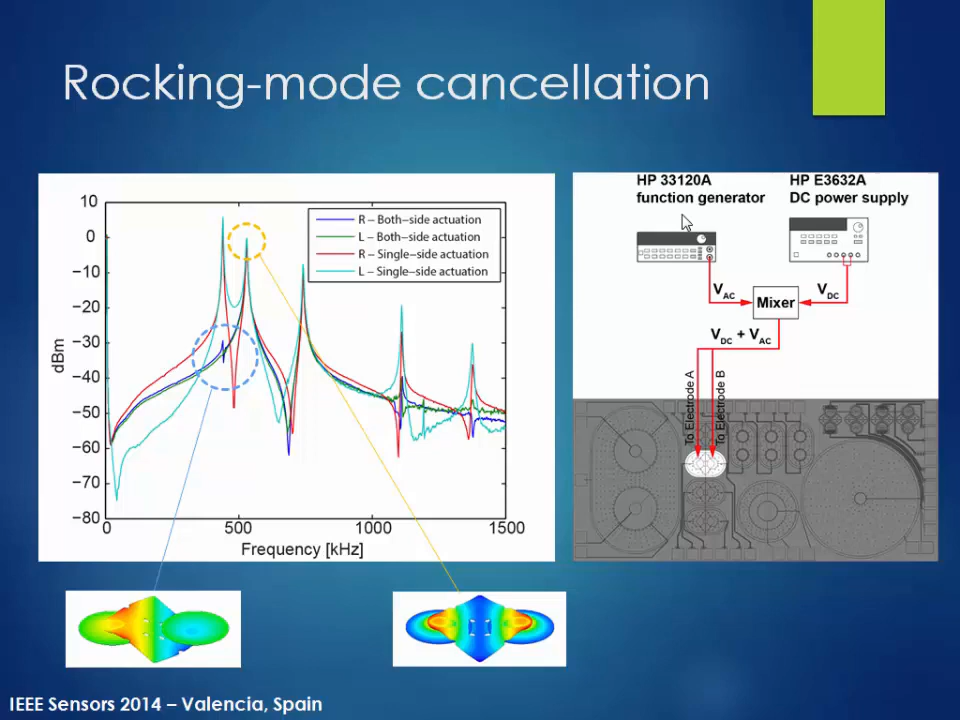 Rocking-mode cancellation
10
0
−10
−20
−30
−40
−50
−60
−70
−80
dBm
0
500
1000
1500
Frequency [kHz]
R − Both−side actuation
L − Both−side actuation
R − Single−side actuation
L − Single−side actuation
HP 33120A
function generator
HP E3632A
DC power supply
VAC
Mixer
VDC
VDC + VAC
To Electrode A
To Electrode B
IEEE Sensors 2014 – Valencia, Spain